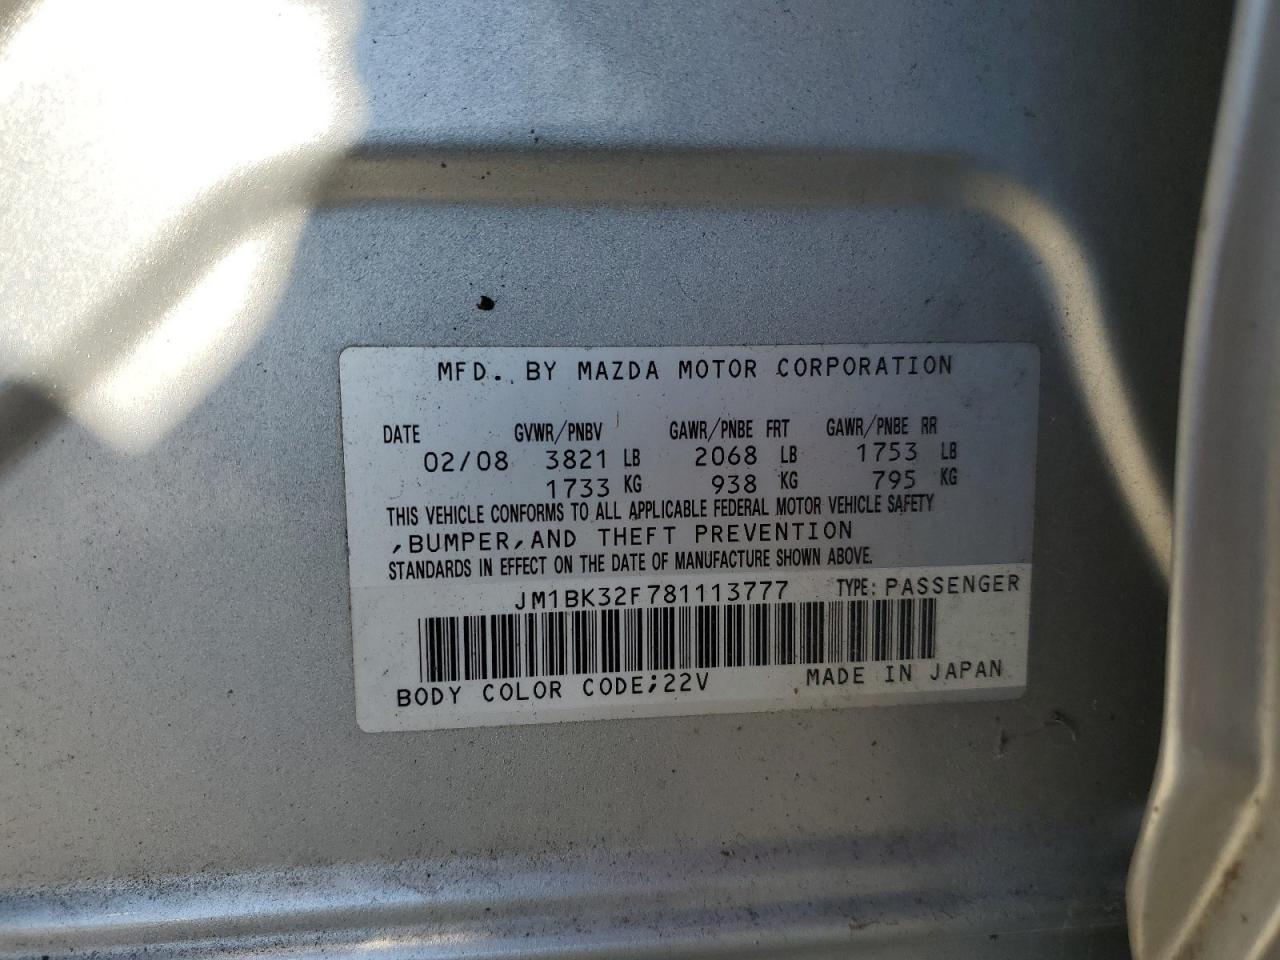 MFD. BY MAZDA MOTOR CORPORATION
DATE GVWR/PNBV GAWR/PNBE FRT GAWR/PNBE RR
02/08 3821 LB 2068 LB 1753 LB
1733 KG 938 KG 795 KG
THIS VEHICLE CONFORMS TO ALL APPLICABLE FEDERAL MOTOR VEHICLE SAFETY
,BUMPER,AND THEFT PREVENTION
STANDARDS IN EFFECT ON THE DATE OF MANUFACTURE SHOWN ABOVE.
JM1BK32F781113777 TYPE: PASSENGER
BODY COLOR CODE;22V MADE IN JAPAN